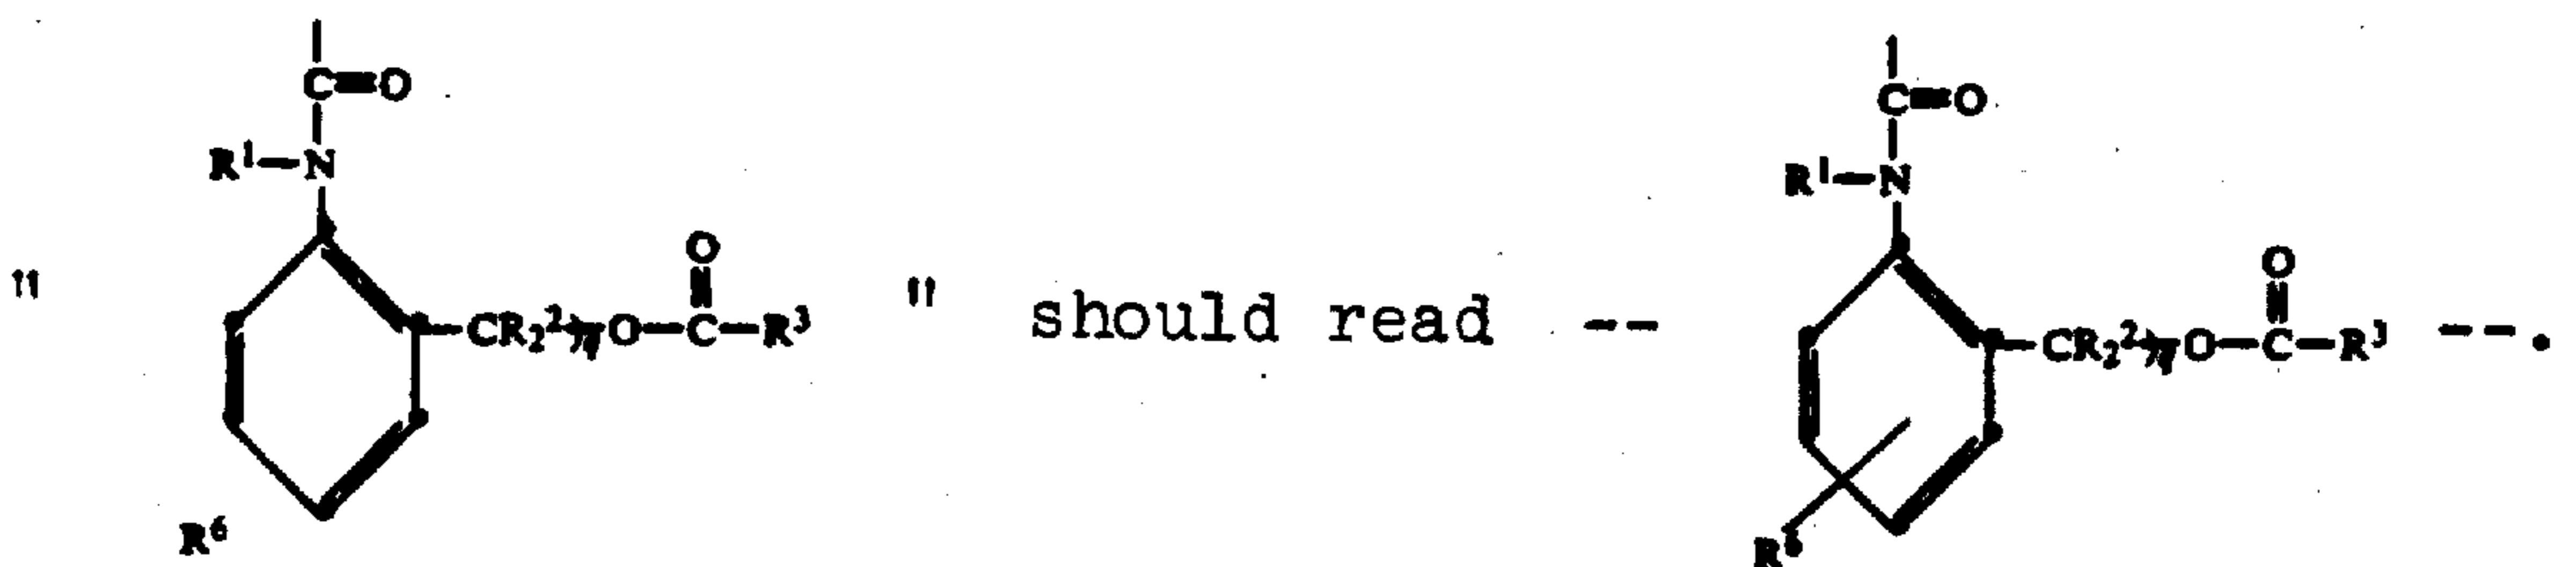 C=O C=O
R¹—N R¹—N
O O
" CR₂²)q O—C—R³ " should read -- CR₂²)q O—C—R³ --.
R⁶ R⁶